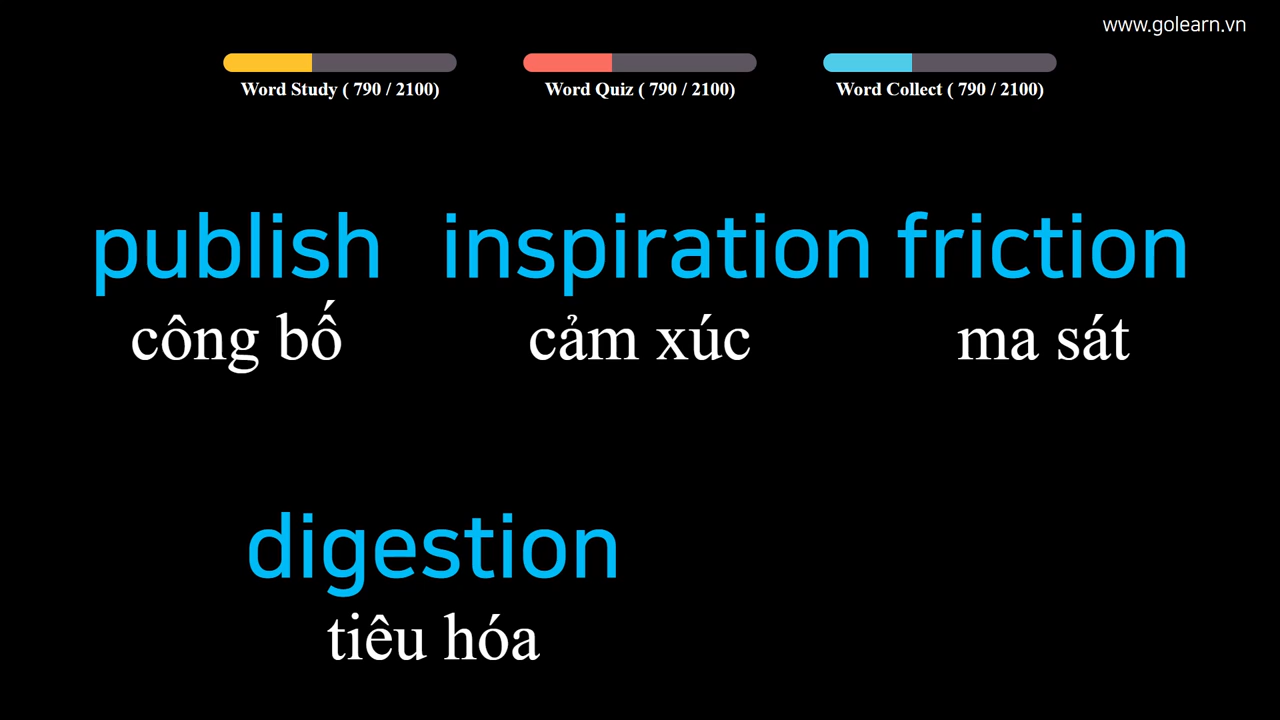 www.golearn.vn
Word Study ( 790 / 2100)
Word Quiz ( 790 / 2100)
Word Collect ( 790 / 2100)
publish
công bố
inspiration
cảm xúc
friction
ma sát
digestion
tiêu hóa